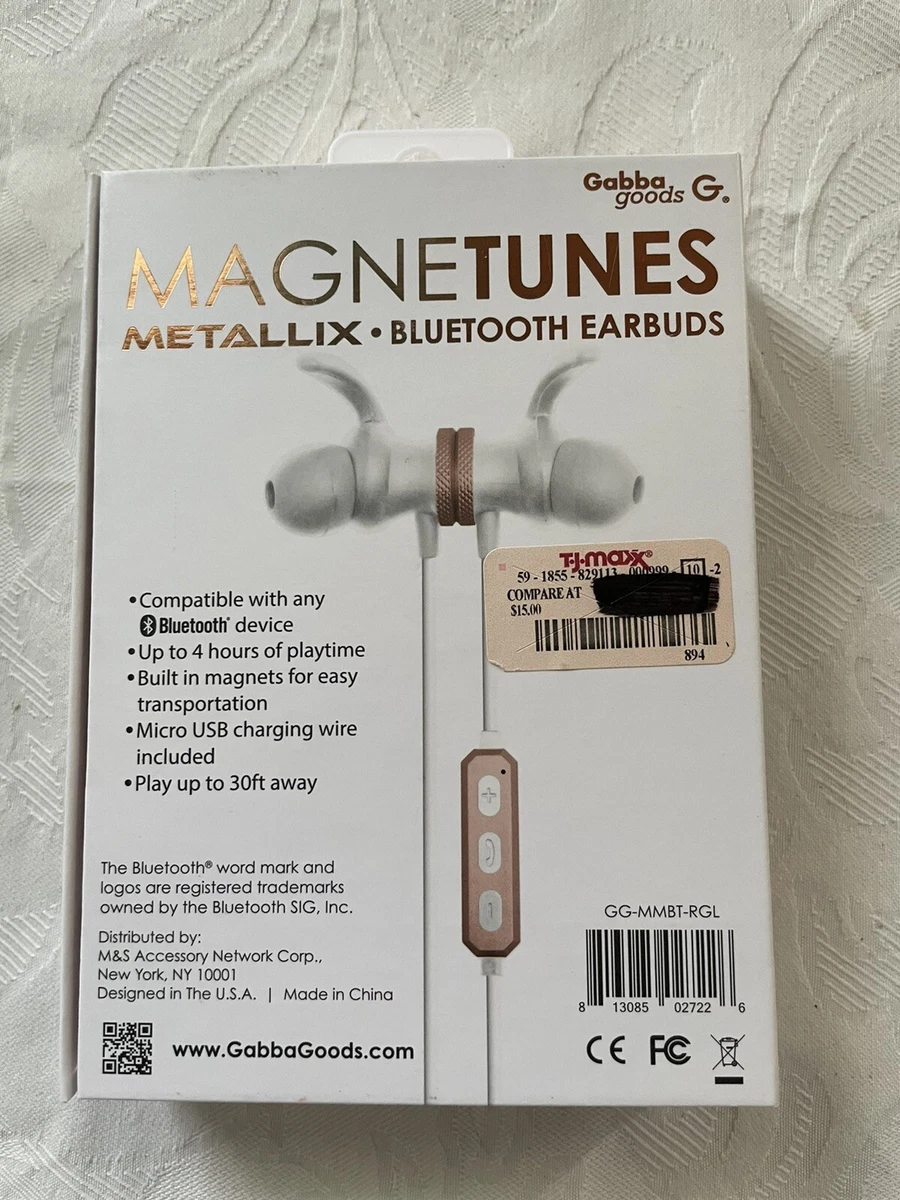 Gabba
goods G®
MAGNETUNES
METALLIX • BLUETOOTH EARBUDS
T·J·maxx®
59 - 1855 - 829113 - 000999 - 10 -2
COMPARE AT
$15.00
894
• Compatible with any
Bluetooth® device
• Up to 4 hours of playtime
• Built in magnets for easy
transportation
• Micro USB charging wire
included
• Play up to 30ft away
The Bluetooth® word mark and
logos are registered trademarks
owned by the Bluetooth SIG, Inc.
Distributed by:
M&S Accessory Network Corp.,
New York, NY 10001
Designed in The U.S.A. | Made in China
www.GabbaGoods.com
GG-MMBT-RGL
8 13085 02722 6
CE FC